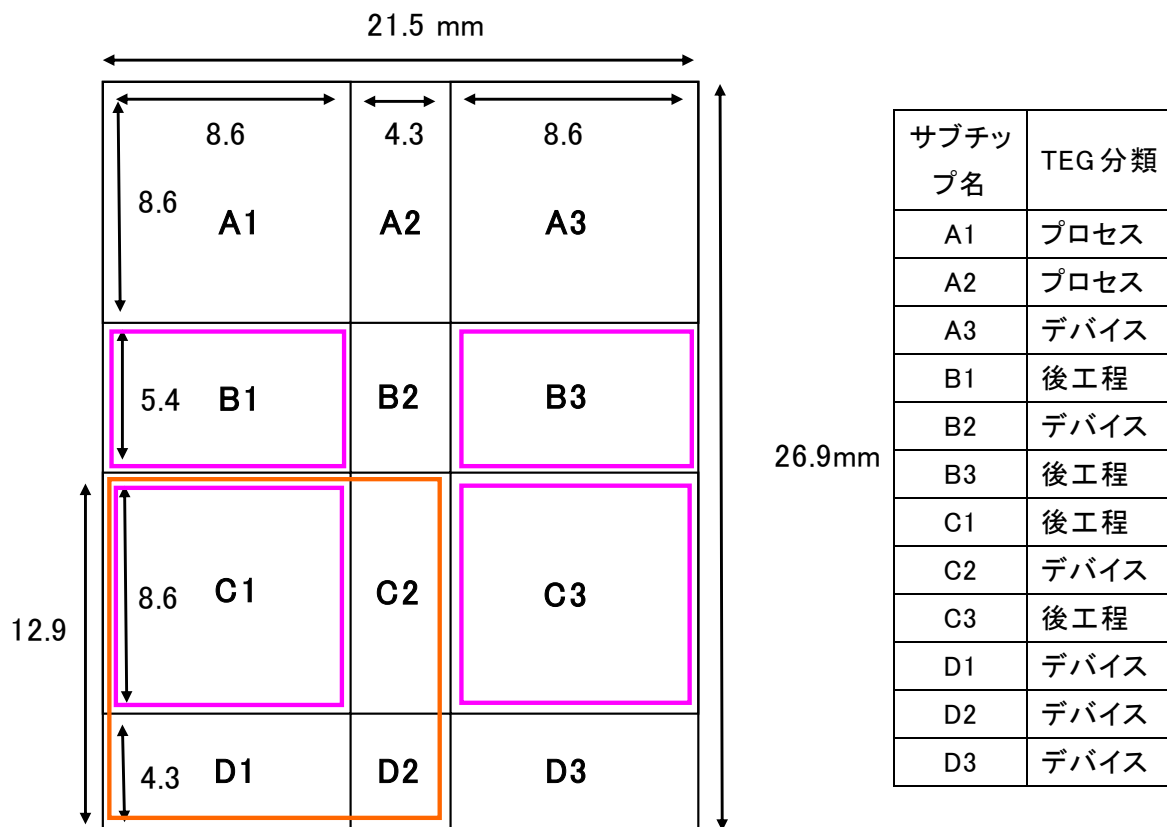 21.5 mm
8.6
4.3
8.6
8.6
A1
A2
A3
5.4
B1
B2
B3
26.9mm
8.6
C1
C2
C3
12.9
4.3
D1
D2
D3
サブチッ
プ名
TEG分類
A1 プロセス
A2 プロセス
A3 デバイス
B1 後工程
B2 デバイス
B3 後工程
C1 後工程
C2 デバイス
C3 後工程
D1 デバイス
D2 デバイス
D3 デバイス